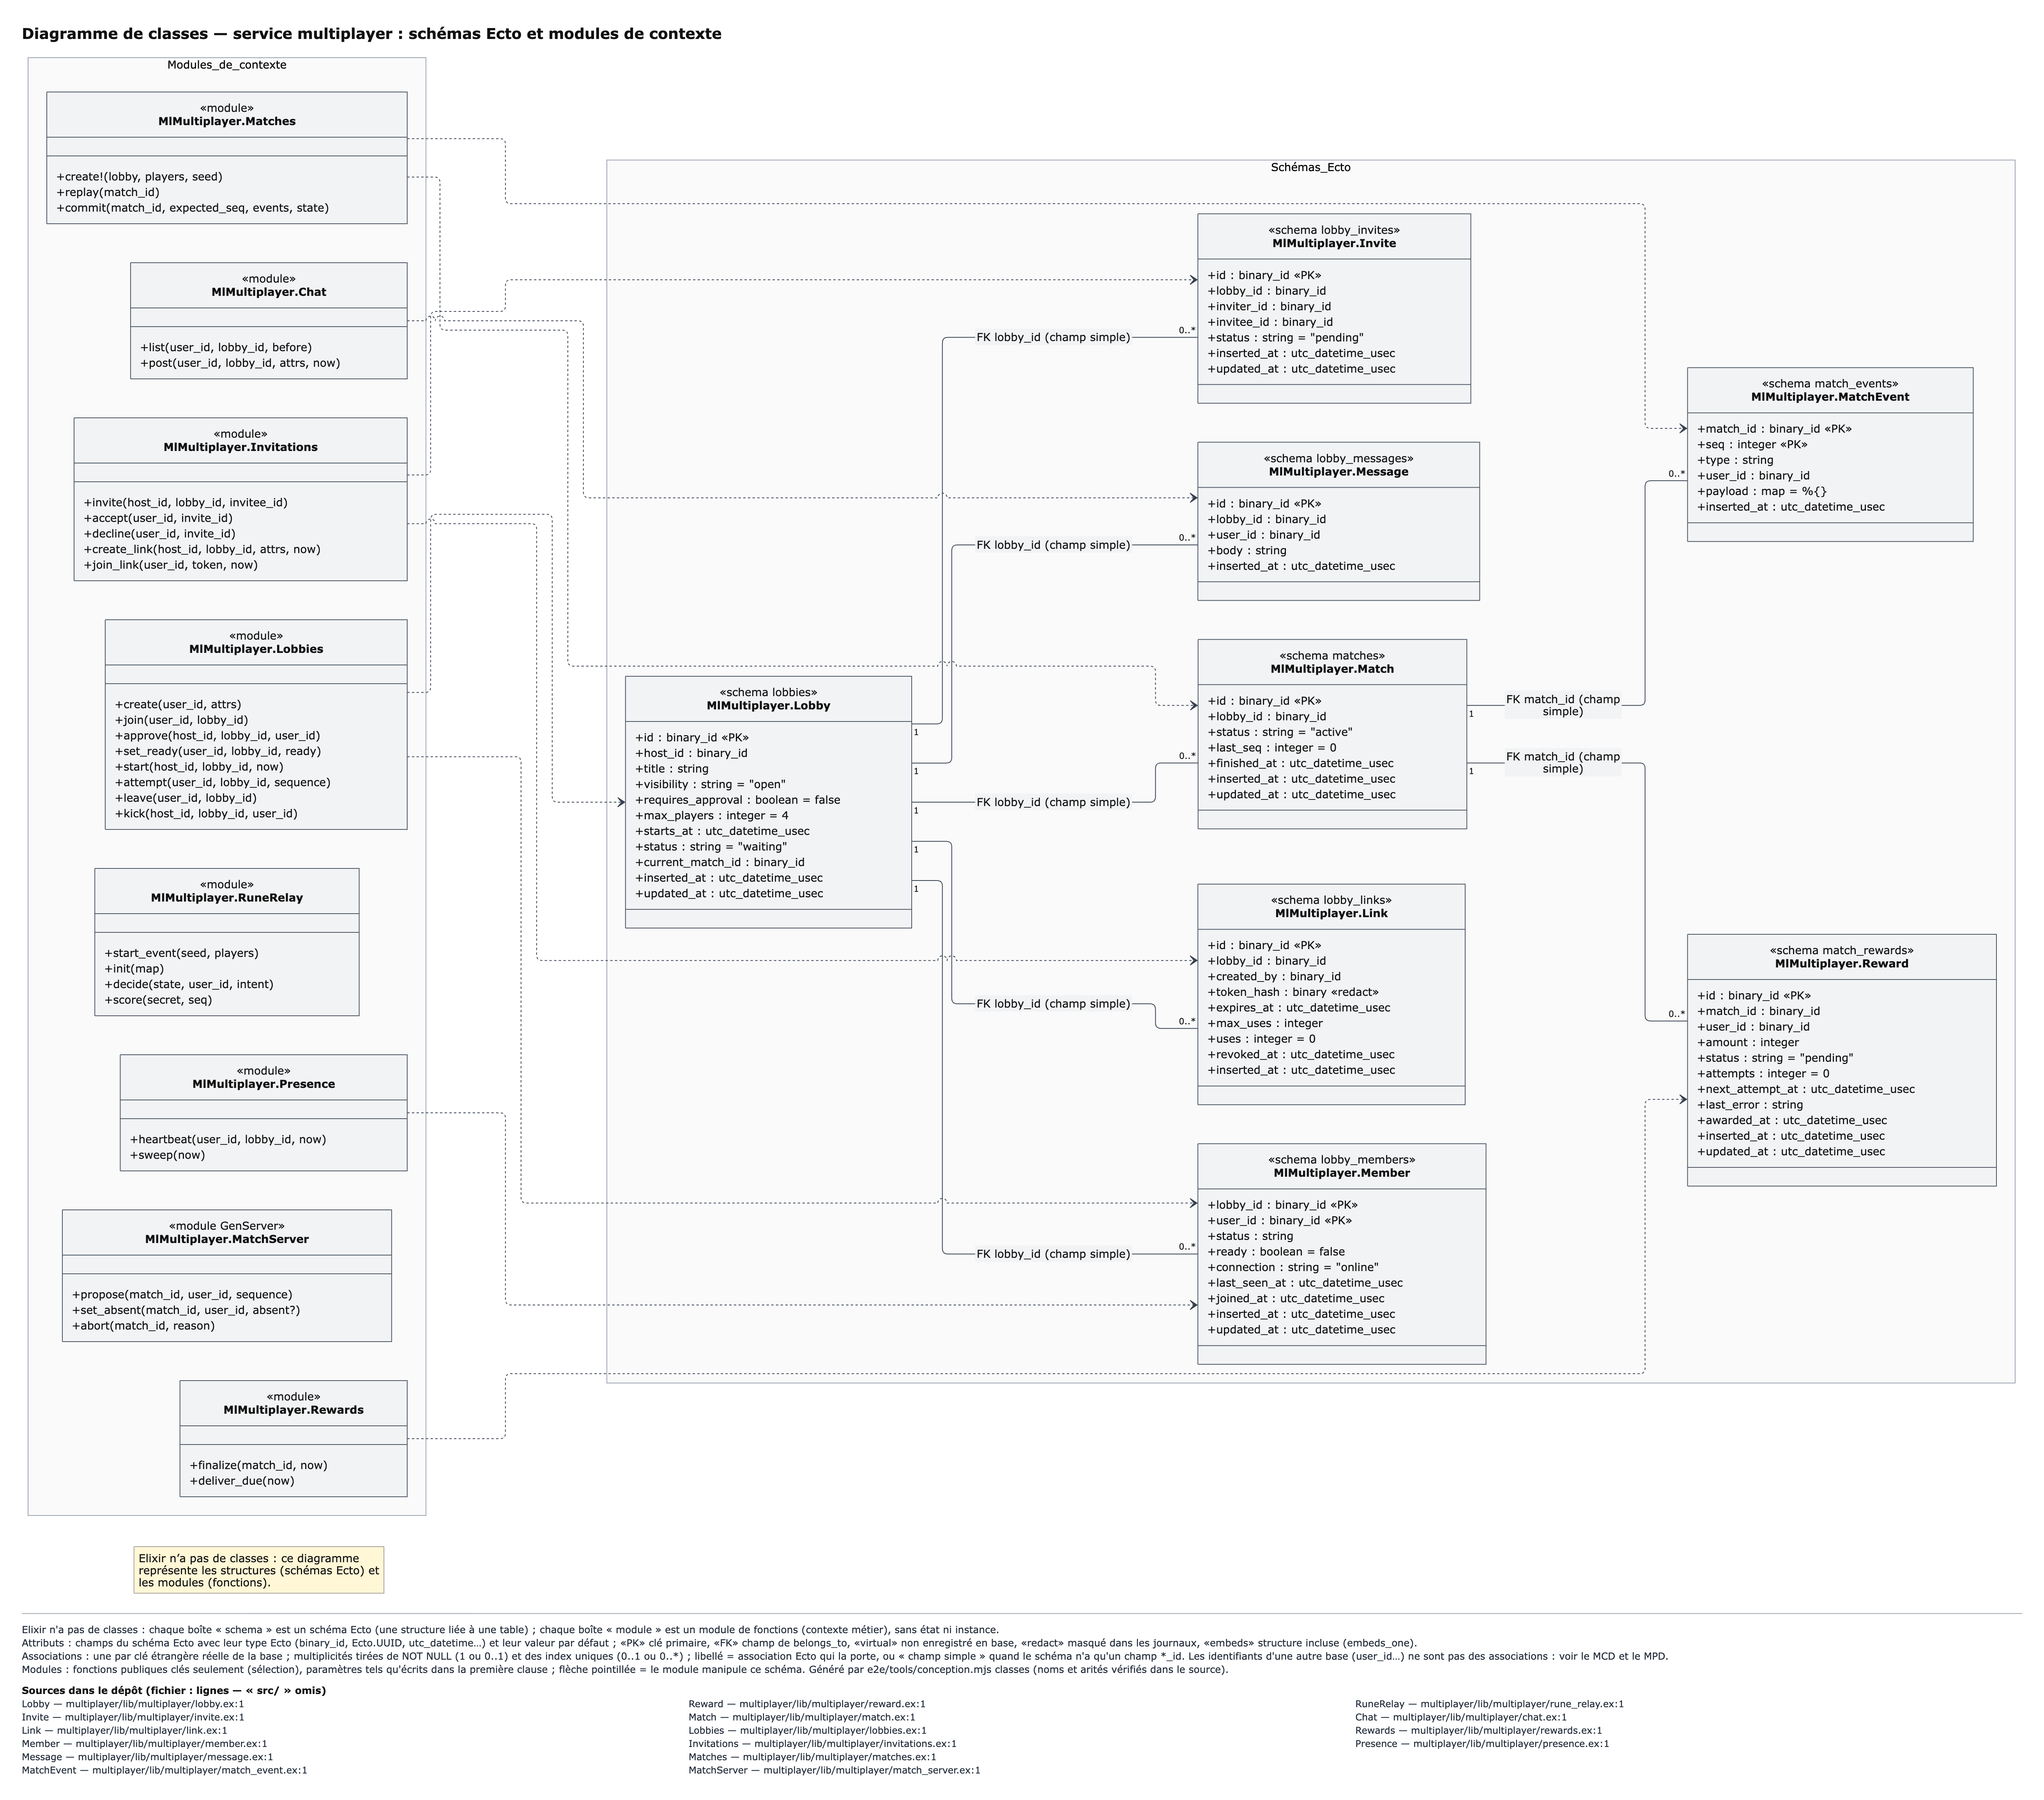 Diagramme de classes — service multiplayer : schémas Ecto et modules de contexte
Modules_de_contexte
«module»
MlMultiplayer.Matches
+create!(lobby, players, seed)
+replay(match_id)
+commit(match_id, expected_seq, events, state)
«module»
MlMultiplayer.Chat
+list(user_id, lobby_id, before)
+post(user_id, lobby_id, attrs, now)
«module»
MlMultiplayer.Invitations
+invite(host_id, lobby_id, invitee_id)
+accept(user_id, invite_id)
+decline(user_id, invite_id)
+create_link(host_id, lobby_id, attrs, now)
+join_link(user_id, token, now)
«module»
MlMultiplayer.Lobbies
+create(user_id, attrs)
+join(user_id, lobby_id)
+approve(host_id, lobby_id, user_id)
+set_ready(user_id, lobby_id, ready)
+start(host_id, lobby_id, now)
+attempt(user_id, lobby_id, sequence)
+leave(user_id, lobby_id)
+kick(host_id, lobby_id, user_id)
«module»
MlMultiplayer.RuneRelay
+start_event(seed, players)
+init(map)
+decide(state, user_id, intent)
+score(secret, seq)
«module»
MlMultiplayer.Presence
+heartbeat(user_id, lobby_id, now)
+sweep(now)
«module GenServer»
MlMultiplayer.MatchServer
+propose(match_id, user_id, sequence)
+set_absent(match_id, user_id, absent?)
+abort(match_id, reason)
«module»
MlMultiplayer.Rewards
+finalize(match_id, now)
+deliver_due(now)
Schémas_Ecto
«schema lobbies»
MlMultiplayer.Lobby
+id : binary_id «PK»
+host_id : binary_id
+title : string
+visibility : string = "open"
+requires_approval : boolean = false
+max_players : integer = 4
+starts_at : utc_datetime_usec
+status : string = "waiting"
+current_match_id : binary_id
+inserted_at : utc_datetime_usec
+updated_at : utc_datetime_usec
1
1
1
1
1
FK lobby_id (champ simple)
0..*
FK lobby_id (champ simple)
0..*
FK lobby_id (champ simple)
0..*
FK lobby_id (champ simple)
0..*
FK lobby_id (champ simple)
0..*
«schema lobby_invites»
MlMultiplayer.Invite
+id : binary_id «PK»
+lobby_id : binary_id
+inviter_id : binary_id
+invitee_id : binary_id
+status : string = "pending"
+inserted_at : utc_datetime_usec
+updated_at : utc_datetime_usec
«schema lobby_messages»
MlMultiplayer.Message
+id : binary_id «PK»
+lobby_id : binary_id
+user_id : binary_id
+body : string
+inserted_at : utc_datetime_usec
«schema matches»
MlMultiplayer.Match
+id : binary_id «PK»
+lobby_id : binary_id
+status : string = "active"
+last_seq : integer = 0
+finished_at : utc_datetime_usec
+inserted_at : utc_datetime_usec
+updated_at : utc_datetime_usec
«schema lobby_links»
MlMultiplayer.Link
+id : binary_id «PK»
+lobby_id : binary_id
+created_by : binary_id
+token_hash : binary «redact»
+expires_at : utc_datetime_usec
+max_uses : integer
+uses : integer = 0
+revoked_at : utc_datetime_usec
+inserted_at : utc_datetime_usec
«schema lobby_members»
MlMultiplayer.Member
+lobby_id : binary_id «PK»
+user_id : binary_id «PK»
+status : string
+ready : boolean = false
+connection : string = "online"
+last_seen_at : utc_datetime_usec
+joined_at : utc_datetime_usec
+inserted_at : utc_datetime_usec
+updated_at : utc_datetime_usec
1
FK match_id (champ
simple)
0..*
1
FK match_id (champ
simple)
0..*
«schema match_events»
MlMultiplayer.MatchEvent
+match_id : binary_id «PK»
+seq : integer «PK»
+type : string
+user_id : binary_id
+payload : map = %{}
+inserted_at : utc_datetime_usec
«schema match_rewards»
MlMultiplayer.Reward
+id : binary_id «PK»
+match_id : binary_id
+user_id : binary_id
+amount : integer
+status : string = "pending"
+attempts : integer = 0
+next_attempt_at : utc_datetime_usec
+last_error : string
+awarded_at : utc_datetime_usec
+inserted_at : utc_datetime_usec
+updated_at : utc_datetime_usec
Elixir n’a pas de classes : ce diagramme
représente les structures (schémas Ecto) et
les modules (fonctions).
Elixir n'a pas de classes : chaque boîte « schema » est un schéma Ecto (une structure liée à une table) ; chaque boîte « module » est un module de fonctions (contexte métier), sans état ni instance.
Attributs : champs du schéma Ecto avec leur type Ecto (binary_id, Ecto.UUID, utc_datetime…) et leur valeur par défaut ; «PK» clé primaire, «FK» champ de belongs_to, «virtual» non enregistré en base, «redact» masqué dans les journaux, «embeds» structure incluse (embeds_one).
Associations : une par clé étrangère réelle de la base ; multiplicités tirées de NOT NULL (1 ou 0..1) et des index uniques (0..1 ou 0..*) ; libellé = association Ecto qui la porte, ou « champ simple » quand le schéma n'a qu'un champ *_id. Les identifiants d'une autre base (user_id…) ne sont pas des associations : voir le MCD et le MPD.
Modules : fonctions publiques clés seulement (sélection), paramètres tels qu'écrits dans la première clause ; flèche pointillée = le module manipule ce schéma. Généré par e2e/tools/conception.mjs classes (noms et arités vérifiés dans le source).
Sources dans le dépôt (fichier : lignes — « src/ » omis)
Lobby — multiplayer/lib/multiplayer/lobby.ex:1
Invite — multiplayer/lib/multiplayer/invite.ex:1
Link — multiplayer/lib/multiplayer/link.ex:1
Member — multiplayer/lib/multiplayer/member.ex:1
Message — multiplayer/lib/multiplayer/message.ex:1
MatchEvent — multiplayer/lib/multiplayer/match_event.ex:1
Reward — multiplayer/lib/multiplayer/reward.ex:1
Match — multiplayer/lib/multiplayer/match.ex:1
Lobbies — multiplayer/lib/multiplayer/lobbies.ex:1
Invitations — multiplayer/lib/multiplayer/invitations.ex:1
Matches — multiplayer/lib/multiplayer/matches.ex:1
MatchServer — multiplayer/lib/multiplayer/match_server.ex:1
RuneRelay — multiplayer/lib/multiplayer/rune_relay.ex:1
Chat — multiplayer/lib/multiplayer/chat.ex:1
Rewards — multiplayer/lib/multiplayer/rewards.ex:1
Presence — multiplayer/lib/multiplayer/presence.ex:1